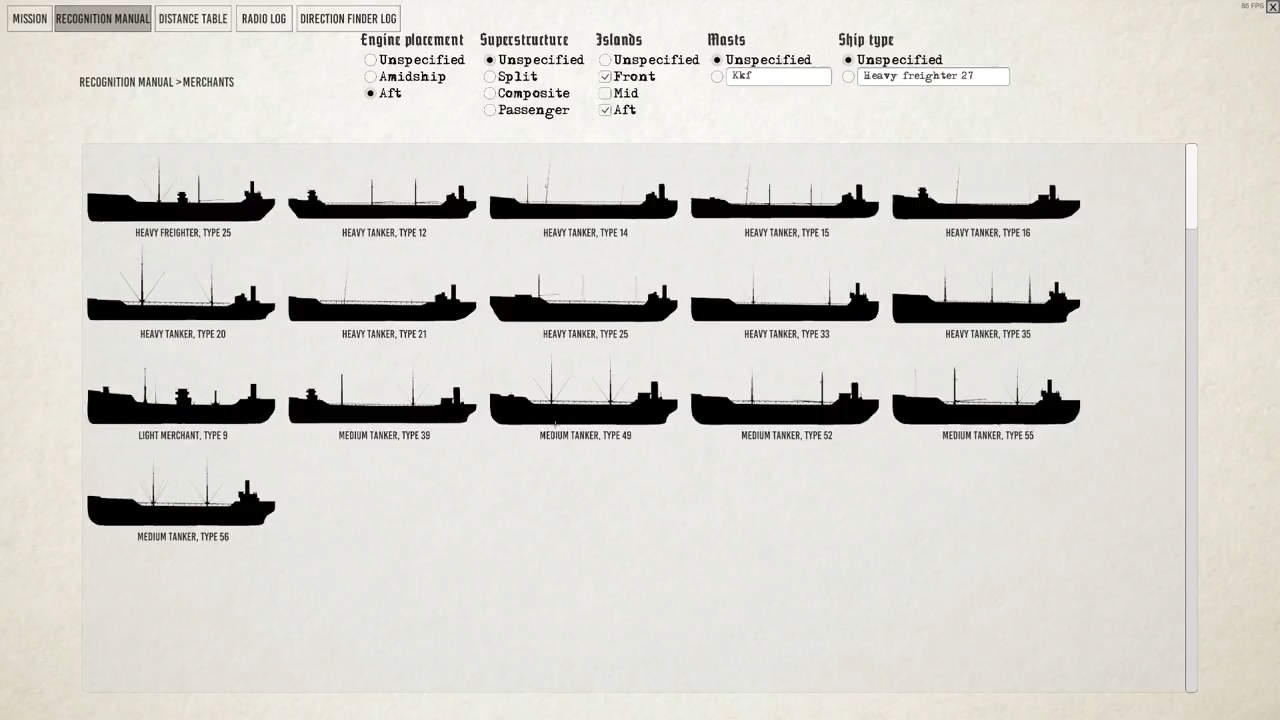 MISSION RECOGNITION MANUAL DISTANCE TABLE RADIO LOG DIRECTION FINDER LOG
86 FPS X
RECOGNITION MANUAL >MERCHANTS
Engine placement
Unspecified
Amidship
Aft
Superstructure
Unspecified
Split
Composite
Passenger
Islands
Unspecified
Front
Mid
Aft
Masts
Unspecified
Kkf
Ship type
Unspecified
Heavy freighter 27
HEAVY FREIGHTER, TYPE 25
HEAVY TANKER, TYPE 12
HEAVY TANKER, TYPE 14
HEAVY TANKER, TYPE 15
HEAVY TANKER, TYPE 16
HEAVY TANKER, TYPE 20
HEAVY TANKER, TYPE 21
HEAVY TANKER, TYPE 25
HEAVY TANKER, TYPE 33
HEAVY TANKER, TYPE 35
LIGHT MERCHANT, TYPE 9
MEDIUM TANKER, TYPE 39
MEDIUM TANKER, TYPE 49
MEDIUM TANKER, TYPE 52
MEDIUM TANKER, TYPE 55
MEDIUM TANKER, TYPE 56